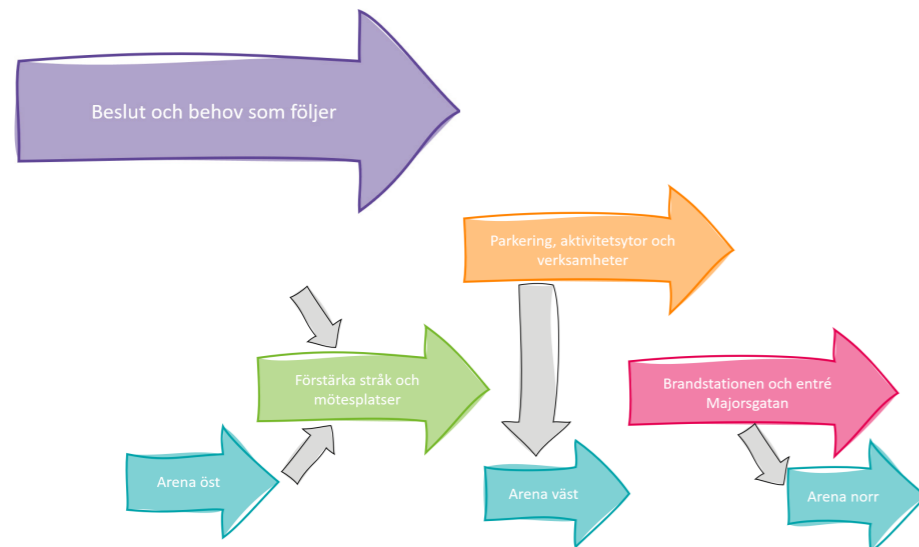 Beslut och behov som följer
Parkering, aktivitetsytor och
verksamheter
Förstärka stråk och
mötesplatser
Brandstationen och entré
Majorsgatan
Arena öst
Arena väst
Arena norr